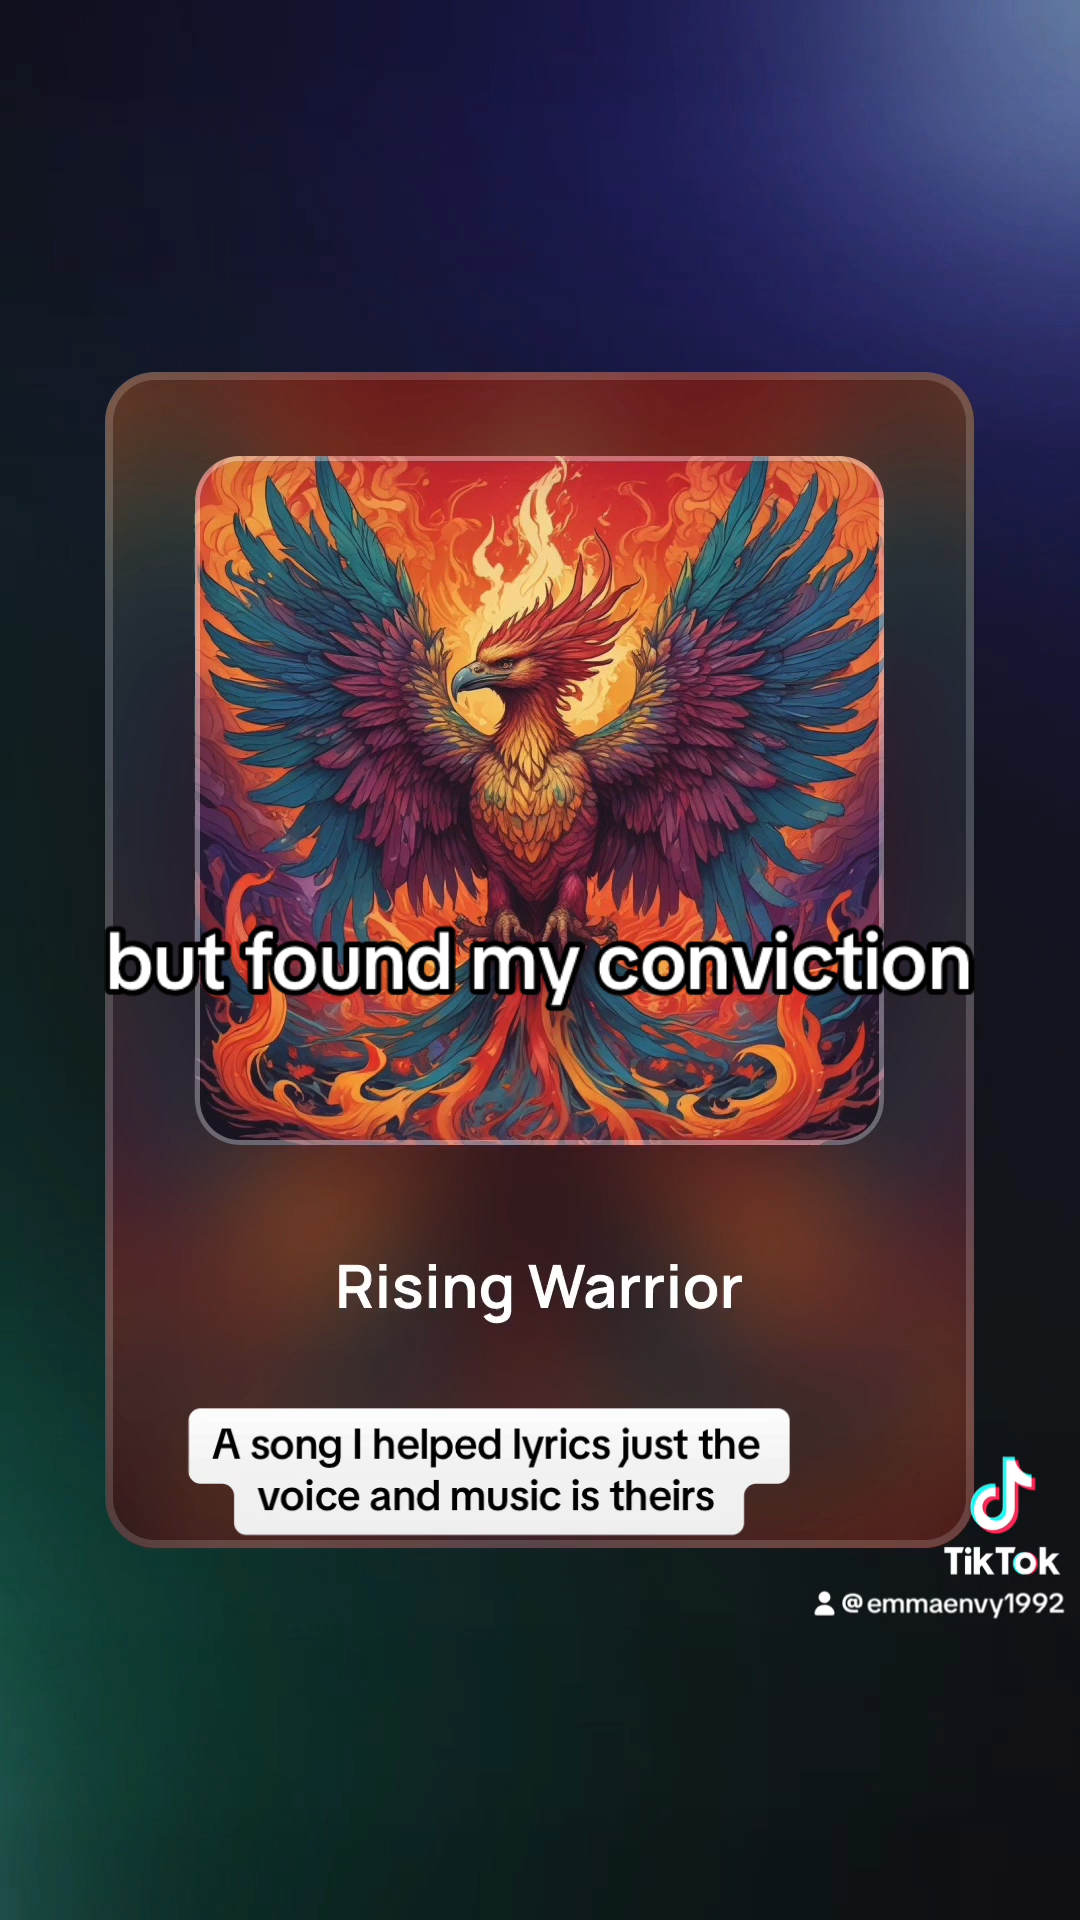 but found my conviction
Rising Warrior
A song I helped lyrics just the
voice and music is theirs
TikTok
@emmaenvy1992